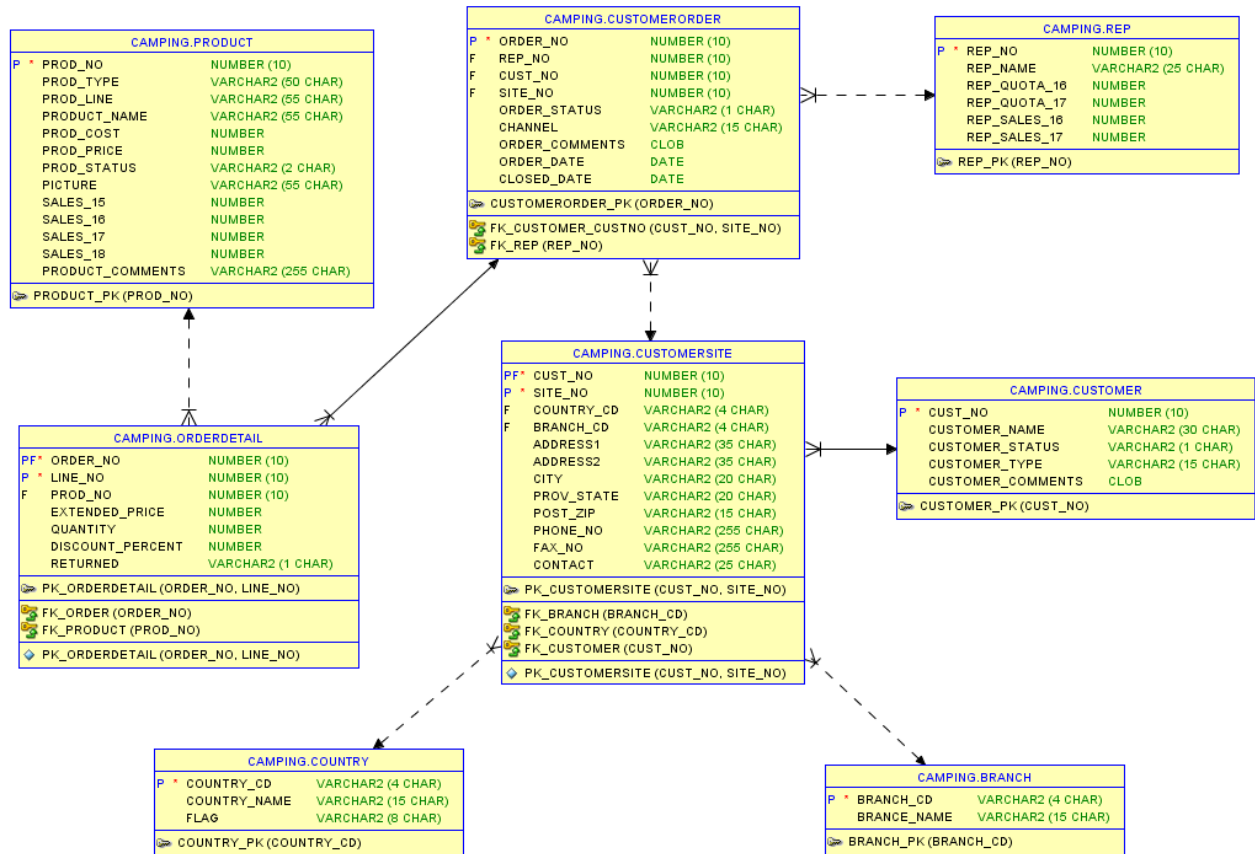 CAMPING.PRODUCT
P * PROD_NO NUMBER (10)
PROD_TYPE VARCHAR2 (50 CHAR)
PROD_LINE VARCHAR2 (55 CHAR)
PRODUCT_NAME VARCHAR2 (55 CHAR)
PROD_COST NUMBER
PROD_PRICE NUMBER
PROD_STATUS VARCHAR2 (2 CHAR)
PICTURE VARCHAR2 (55 CHAR)
SALES_15 NUMBER
SALES_16 NUMBER
SALES_17 NUMBER
SALES_18 NUMBER
PRODUCT_COMMENTS VARCHAR2 (255 CHAR)
PRODUCT_PK (PROD_NO)
CAMPING.CUSTOMERORDER
P * ORDER_NO NUMBER (10)
F REP_NO NUMBER (10)
F CUST_NO NUMBER (10)
F SITE_NO NUMBER (10)
ORDER_STATUS VARCHAR2 (1 CHAR)
CHANNEL VARCHAR2 (15 CHAR)
ORDER_COMMENTS CLOB
ORDER_DATE DATE
CLOSED_DATE DATE
CUSTOMERORDER_PK (ORDER_NO)
FK_CUSTOMER_CUSTNO (CUST_NO, SITE_NO)
FK_REP (REP_NO)
CAMPING.REP
P * REP_NO NUMBER (10)
REP_NAME VARCHAR2 (25 CHAR)
REP_QUOTA_16 NUMBER
REP_QUOTA_17 NUMBER
REP_SALES_16 NUMBER
REP_SALES_17 NUMBER
REP_PK (REP_NO)
CAMPING.ORDERDETAIL
PF* ORDER_NO NUMBER (10)
P * LINE_NO NUMBER (10)
F PROD_NO NUMBER (10)
EXTENDED_PRICE NUMBER
QUANTITY NUMBER
DISCOUNT_PERCENT NUMBER
RETURNED VARCHAR2 (1 CHAR)
PK_ORDERDETAIL (ORDER_NO, LINE_NO)
FK_ORDER (ORDER_NO)
FK_PRODUCT (PROD_NO)
PK_ORDERDETAIL (ORDER_NO, LINE_NO)
CAMPING.CUSTOMERSITE
PF* CUST_NO NUMBER (10)
P * SITE_NO NUMBER (10)
F COUNTRY_CD VARCHAR2 (4 CHAR)
F BRANCH_CD VARCHAR2 (4 CHAR)
ADDRESS1 VARCHAR2 (35 CHAR)
ADDRESS2 VARCHAR2 (35 CHAR)
CITY VARCHAR2 (20 CHAR)
PROV_STATE VARCHAR2 (20 CHAR)
POST_ZIP VARCHAR2 (15 CHAR)
PHONE_NO VARCHAR2 (255 CHAR)
FAX_NO VARCHAR2 (255 CHAR)
CONTACT VARCHAR2 (25 CHAR)
PK_CUSTOMERSITE (CUST_NO, SITE_NO)
FK_BRANCH (BRANCH_CD)
FK_COUNTRY (COUNTRY_CD)
FK_CUSTOMER (CUST_NO)
PK_CUSTOMERSITE (CUST_NO, SITE_NO)
CAMPING.CUSTOMER
P * CUST_NO NUMBER (10)
CUSTOMER_NAME VARCHAR2 (30 CHAR)
CUSTOMER_STATUS VARCHAR2 (1 CHAR)
CUSTOMER_TYPE VARCHAR2 (15 CHAR)
CUSTOMER_COMMENTS CLOB
CUSTOMER_PK (CUST_NO)
CAMPING.COUNTRY
P * COUNTRY_CD VARCHAR2 (4 CHAR)
COUNTRY_NAME VARCHAR2 (15 CHAR)
FLAG VARCHAR2 (8 CHAR)
COUNTRY_PK (COUNTRY_CD)
CAMPING.BRANCH
P * BRANCH_CD VARCHAR2 (4 CHAR)
BRANCE_NAME VARCHAR2 (15 CHAR)
BRANCH_PK (BRANCH_CD)